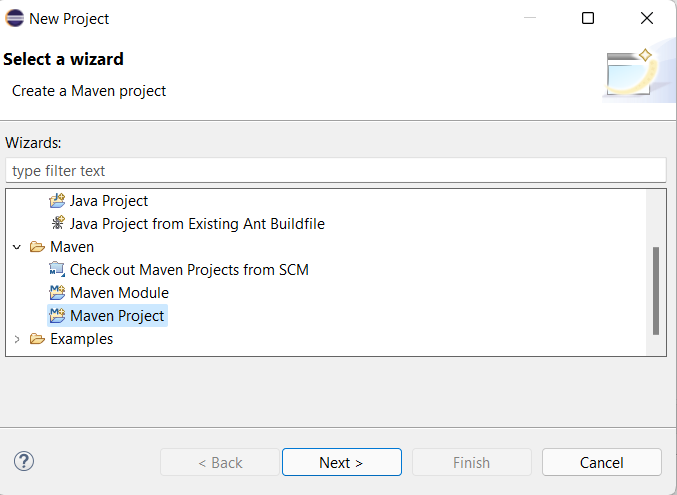 New Project
Select a wizard
Create a Maven project
Wizards:
type filter text
Java Project
Java Project from Existing Ant Buildfile
Maven
Check out Maven Projects from SCM
Maven Module
Maven Project
Examples
? < Back Next > Finish Cancel